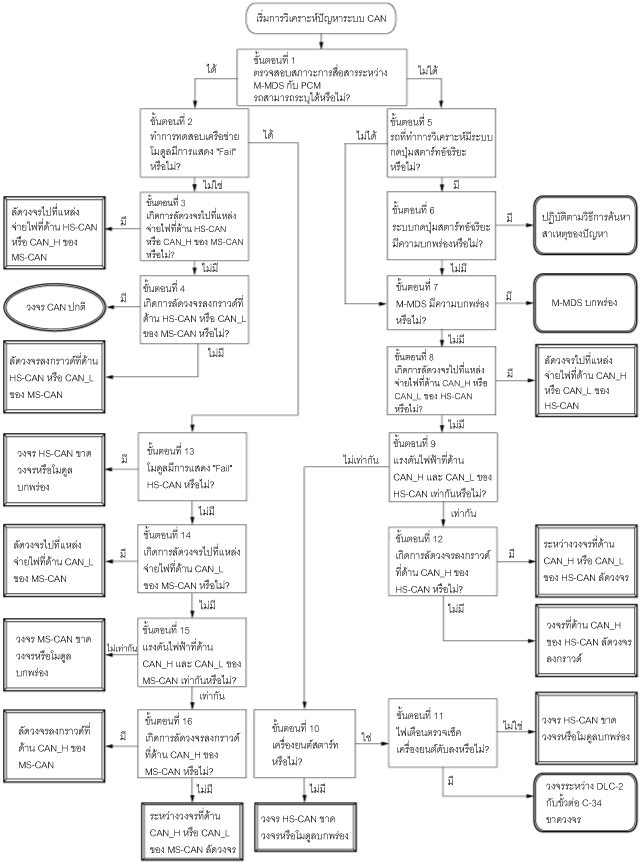 เริ่มการวิเคราะห์ปัญหาระบบ CAN
ขั้นตอนที่ 1
ตรวจสอบสภาวะการสื่อสารระหว่าง
M-MDS กับ PCM
รถสามารถระบุได้หรือไม่?
ได้
ไม่ได้
ขั้นตอนที่ 2
ทำการทดสอบเครือข่าย
โมดูลมีการแสดง "Fail"
หรือไม่?
ได้
ไม่ใช่
ขั้นตอนที่ 5
รถที่ทำการวิเคราะห์มีระบบ
กดปุ่มสตาร์ทอัจฉริยะ
หรือไม่?
ไม่ได้
มี
ขั้นตอนที่ 3
เกิดการลัดวงจรไปที่แหล่ง
จ่ายไฟที่ด้าน HS-CAN
หรือ CAN_H ของ MS-CAN
หรือไม่?
มี
ไม่มี
ลัดวงจรไปที่แหล่ง
จ่ายไฟที่ด้าน HS-CAN
หรือ CAN_H ของ
MS-CAN
ขั้นตอนที่ 6
ระบบกดปุ่มสตาร์ทอัจฉริยะ
มีความบกพร่องหรือไม่?
มี
ไม่มี
ปฏิบัติตามวิธีการค้นหา
สาเหตุของปัญหา
ขั้นตอนที่ 4
เกิดการลัดวงจรลงกราวด์ที่
ด้าน HS-CAN หรือ CAN_L
ของ MS-CAN หรือไม่?
มี
ไม่มี
วงจร CAN ปกติ
ลัดวงจรลงกราวด์ที่ด้าน
HS-CAN หรือ CAN_L
ของ MS-CAN
ขั้นตอนที่ 7
M-MDS มีความบกพร่อง
หรือไม่?
มี
ไม่มี
M-MDS บกพร่อง
ขั้นตอนที่ 8
เกิดการลัดวงจรไปที่แหล่ง
จ่ายไฟที่ด้าน CAN_H หรือ
CAN_L ของ HS-CAN
หรือไม่?
มี
ไม่มี
ลัดวงจรไปที่แหล่ง
จ่ายไฟที่ด้าน CAN_H
หรือ CAN_L ของ
HS-CAN
ขั้นตอนที่ 13
โมดูลมีการแสดง "Fail"
HS-CAN หรือไม่?
มี
ไม่มี
วงจร HS-CAN ขาด
วงจรหรือโมดูล
บกพร่อง
ขั้นตอนที่ 9
แรงดันไฟฟ้าที่ด้าน
CAN_H และ CAN_L ของ
HS-CAN เท่ากันหรือไม่?
ไม่เท่ากัน
เท่ากัน
ขั้นตอนที่ 14
เกิดการลัดวงจรไปที่แหล่ง
จ่ายไฟที่ด้าน CAN_L
ของ MS-CAN หรือไม่?
มี
ไม่มี
ลัดวงจรไปที่แหล่ง
จ่ายไฟที่ด้าน CAN_L
ของ MS-CAN
ขั้นตอนที่ 12
เกิดการลัดวงจรลงกราวด์
ที่ด้าน CAN_H ของ
HS-CAN หรือไม่?
มี
ไม่มี
ระหว่างวงจรที่ด้าน
CAN_H หรือ CAN_L
ของ HS-CAN ลัดวงจร
วงจรที่ด้าน CAN_H
ของ HS-CAN ลัดวงจร
ลงกราวด์
ขั้นตอนที่ 15
แรงดันไฟฟ้าที่ด้าน
CAN_H และ CAN_L ของ
MS-CAN เท่ากันหรือไม่?
ไม่เท่ากัน
เท่ากัน
วงจร MS-CAN ขาด
วงจรหรือโมดูล
บกพร่อง
ขั้นตอนที่ 16
เกิดการลัดวงจรลงกราวด์
ที่ด้าน CAN_H ของ
MS-CAN หรือไม่?
มี
ไม่มี
ลัดวงจรลงกราวด์ที่
ด้าน CAN_H ของ
MS-CAN
ระหว่างวงจรที่ด้าน
CAN_H หรือ CAN_L
ของ MS-CAN ลัดวงจร
ขั้นตอนที่ 10
เครื่องยนต์สตาร์ท
หรือไม่?
ใช่
ไม่มี
วงจร HS-CAN ขาด
วงจรหรือโมดูลบกพร่อง
ขั้นตอนที่ 11
ไฟเตือนตรวจเช็ค
เครื่องยนต์ดับลงหรือไม่?
ไม่ใช่
มี
วงจร HS-CAN ขาด
วงจรหรือโมดูลบกพร่อง
วงจรระหว่าง DLC-2
กับขั้วต่อ C-34
ขาดวงจร